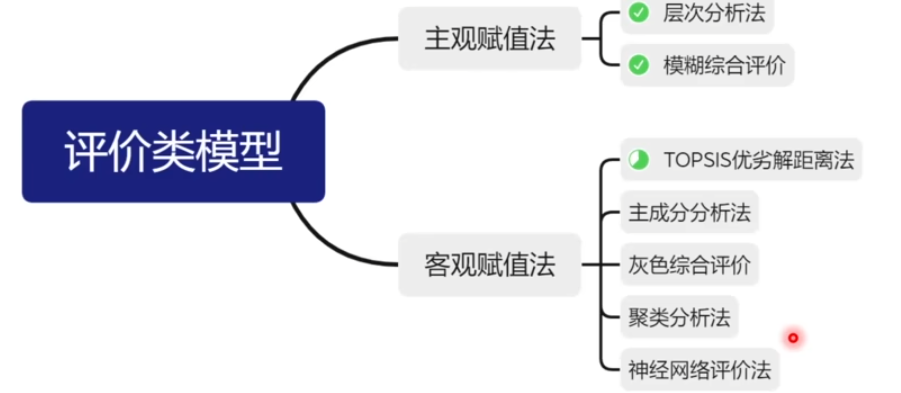 评价类模型
主观赋值法
层次分析法
模糊综合评价
客观赋值法
TOPSIS优劣解距离法
主成分分析法
灰色综合评价
聚类分析法
神经网络评价法